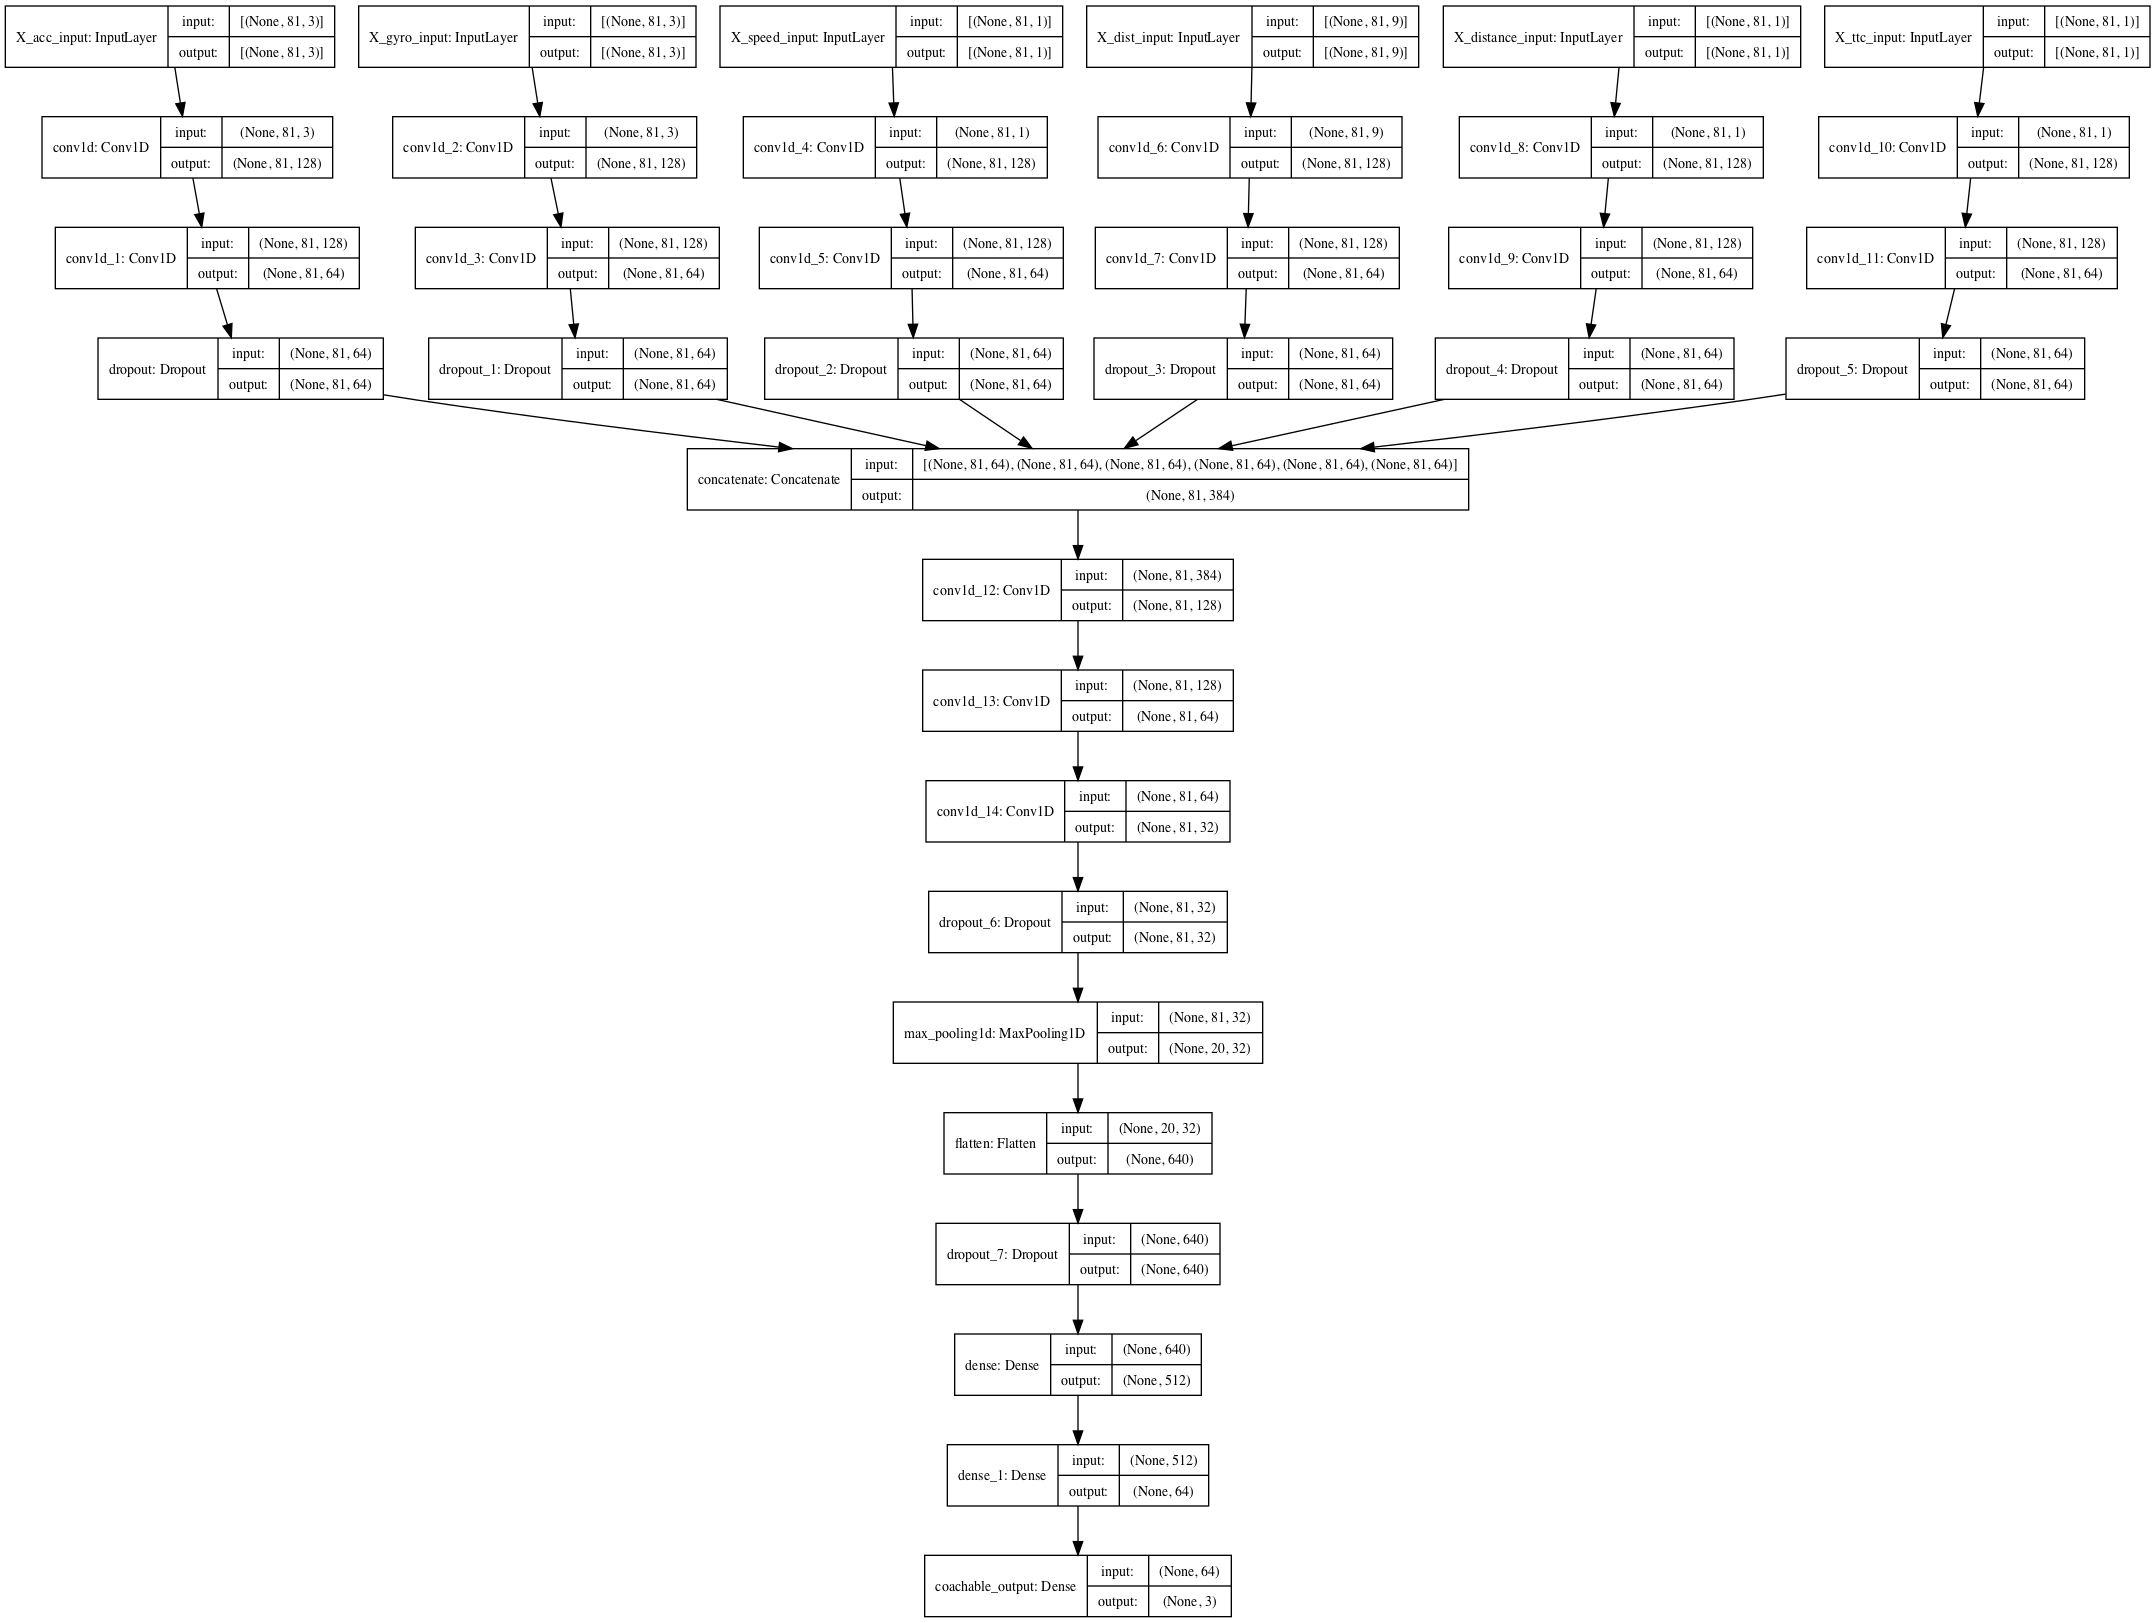 X_acc_input: InputLayer
input: [(None, 81, 3)]
output: [(None, 81, 3)]
X_gyro_input: InputLayer
input: [(None, 81, 3)]
output: [(None, 81, 3)]
X_speed_input: InputLayer
input: [(None, 81, 1)]
output: [(None, 81, 1)]
X_dist_input: InputLayer
input: [(None, 81, 9)]
output: [(None, 81, 9)]
X_distance_input: InputLayer
input: [(None, 81, 1)]
output: [(None, 81, 1)]
X_ttc_input: InputLayer
input: [(None, 81, 1)]
output: [(None, 81, 1)]
conv1d: Conv1D
input: (None, 81, 3)
output: (None, 81, 128)
conv1d_2: Conv1D
input: (None, 81, 3)
output: (None, 81, 128)
conv1d_4: Conv1D
input: (None, 81, 1)
output: (None, 81, 128)
conv1d_6: Conv1D
input: (None, 81, 9)
output: (None, 81, 128)
conv1d_8: Conv1D
input: (None, 81, 1)
output: (None, 81, 128)
conv1d_10: Conv1D
input: (None, 81, 1)
output: (None, 81, 128)
conv1d_1: Conv1D
input: (None, 81, 128)
output: (None, 81, 64)
conv1d_3: Conv1D
input: (None, 81, 128)
output: (None, 81, 64)
conv1d_5: Conv1D
input: (None, 81, 128)
output: (None, 81, 64)
conv1d_7: Conv1D
input: (None, 81, 128)
output: (None, 81, 64)
conv1d_9: Conv1D
input: (None, 81, 128)
output: (None, 81, 64)
conv1d_11: Conv1D
input: (None, 81, 128)
output: (None, 81, 64)
dropout: Dropout
input: (None, 81, 64)
output: (None, 81, 64)
dropout_1: Dropout
input: (None, 81, 64)
output: (None, 81, 64)
dropout_2: Dropout
input: (None, 81, 64)
output: (None, 81, 64)
dropout_3: Dropout
input: (None, 81, 64)
output: (None, 81, 64)
dropout_4: Dropout
input: (None, 81, 64)
output: (None, 81, 64)
dropout_5: Dropout
input: (None, 81, 64)
output: (None, 81, 64)
concatenate: Concatenate
input: [(None, 81, 64), (None, 81, 64), (None, 81, 64), (None, 81, 64), (None, 81, 64), (None, 81, 64)]
output: (None, 81, 384)
conv1d_12: Conv1D
input: (None, 81, 384)
output: (None, 81, 128)
conv1d_13: Conv1D
input: (None, 81, 128)
output: (None, 81, 64)
conv1d_14: Conv1D
input: (None, 81, 64)
output: (None, 81, 32)
dropout_6: Dropout
input: (None, 81, 32)
output: (None, 81, 32)
max_pooling1d: MaxPooling1D
input: (None, 81, 32)
output: (None, 20, 32)
flatten: Flatten
input: (None, 20, 32)
output: (None, 640)
dropout_7: Dropout
input: (None, 640)
output: (None, 640)
dense: Dense
input: (None, 640)
output: (None, 512)
dense_1: Dense
input: (None, 512)
output: (None, 64)
coachable_output: Dense
input: (None, 64)
output: (None, 3)